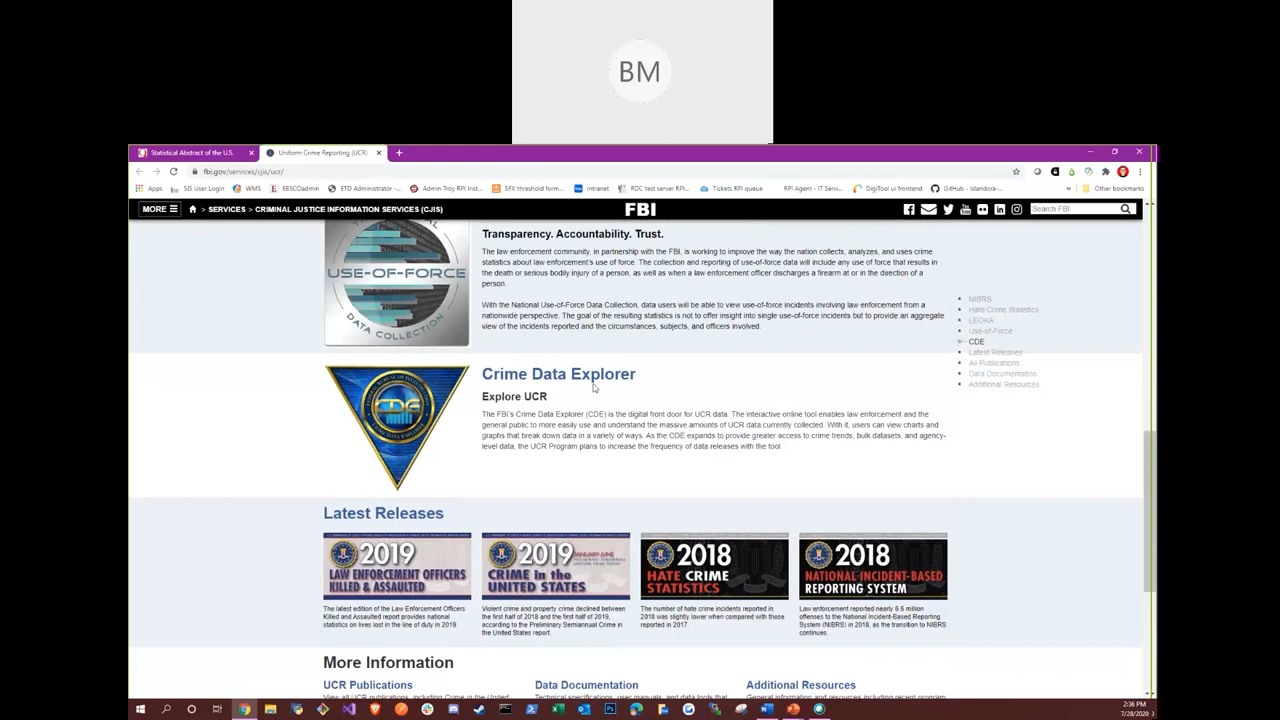 BM
Statistical Abstract of the U.S.
Uniform Crime Reporting (UCR)
fbi.gov/services/cjis/ucr/
Apps
SIS User Login
WMS
EBSCOadmin
ETD Administrator -...
Admin Troy RPI Inst...
SFX threshold form...
intranet
RDC test server RPI...
Tickets RPI queue
RPI Agent - IT Serv...
DigiTool ui frontend
GitHub - Islandora-...
Other bookmarks
MORE
> SERVICES > CRIMINAL JUSTICE INFORMATION SERVICES (CJIS)
FBI
Search FBI
USE-OF-FORCE
DATA COLLECTION
Transparency. Accountability. Trust.
The law enforcement community, in partnership with the FBI, is working to improve the way the nation collects, analyzes, and uses crime
statistics about law enforcement's use of force. The collection and reporting of use-of-force data will include any use of force that results in
the death or serious bodily injury of a person, as well as when a law enforcement officer discharges a firearm at or in the direction of a
person.
With the National Use-of-Force Data Collection, data users will be able to view use-of-force incidents involving law enforcement from a
nationwide perspective. The goal of the resulting statistics is not to offer insight into single use-of-force incidents but to provide an aggregate
view of the incidents reported and the circumstances, subjects, and officers involved.
NIBRS
Hate Crime Statistics
LEOKA
Use-of-Force
CDE
Latest Releases
All Publications
Data Documentation
Additional Resources
CDE
Crime Data Explorer
Explore UCR
The FBI's Crime Data Explorer (CDE) is the digital front door for UCR data. The interactive online tool enables law enforcement and the
general public to more easily use and understand the massive amounts of UCR data currently collected. With it, users can view charts and
graphs that break down data in a variety of ways. As the CDE expands to provide greater access to crime trends, bulk datasets, and agency-
level data, the UCR Program plans to increase the frequency of data releases with the tool.
Latest Releases
2019
LAW ENFORCEMENT OFFICERS
KILLED & ASSAULTED
The latest edition of the Law Enforcement Officers
Killed and Assaulted report provides national
statistics on lives lost in the line of duty in 2019
2019 JANUARY-JUNE
CRIME in the
UNITED STATES
Violent crime and property crime declined between
the first half of 2018 and the first half of 2019,
according to the Preliminary Semiannual Crime in
the United States report.
2018
HATE CRIME
STATISTICS
The number of hate crime incidents reported in
2018 was slightly lower when compared with those
reported in 2017.
2018
NATIONAL INCIDENT-BASED
REPORTING SYSTEM
Law enforcement reported nearly 6.6 million
offenses to the National Incident-Based Reporting
System (NIBRS) in 2018, as the transition to NIBRS
continues.
More Information
UCR Publications
View all UCR publications, including Crime in the United
Data Documentation
Technical specifications, user manuals, and data tools that
Additional Resources
General information and resources including recent program
2:36 PM
7/28/2020